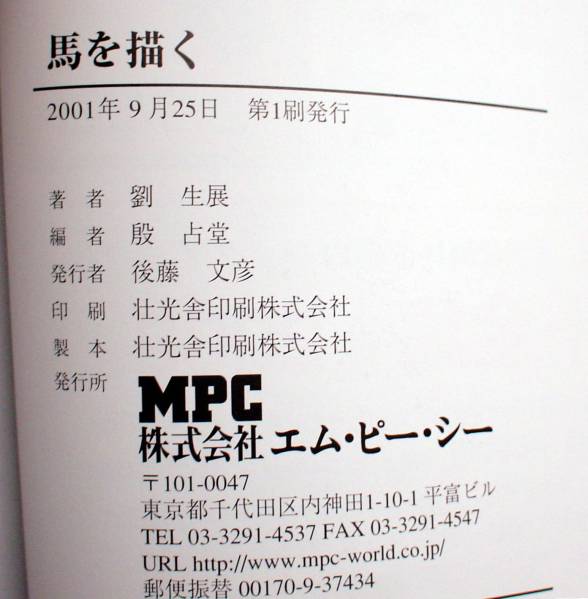 馬を描く
2001年 9 月25日　第1刷発行
著　者　劉　生展
編　者　殷　占堂
発行者　後藤　文彦
印　刷　壮光舎印刷株式会社
製　本　壮光舎印刷株式会社
発行所　MPC
株式会社 エム・ピー・シー
〒101-0047
東京都千代田区内神田1-10-1 平富ビル
TEL 03-3291-4537 FAX 03-3291-4547
URL http://www.mpc-world.co.jp/
郵便振替 00170-9-37434